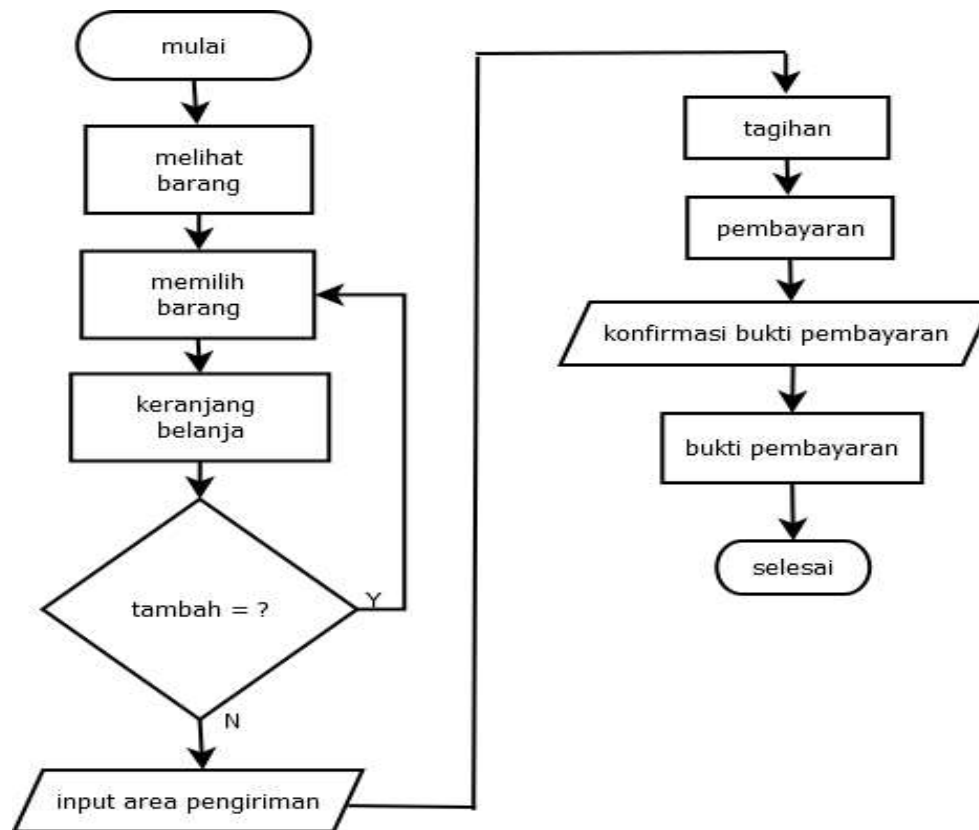 mulai
melihat
barang
memilih
barang
keranjang
belanja
tambah = ?
Y
N
input area pengiriman
tagihan
pembayaran
konfirmasi bukti pembayaran
bukti pembayaran
selesai